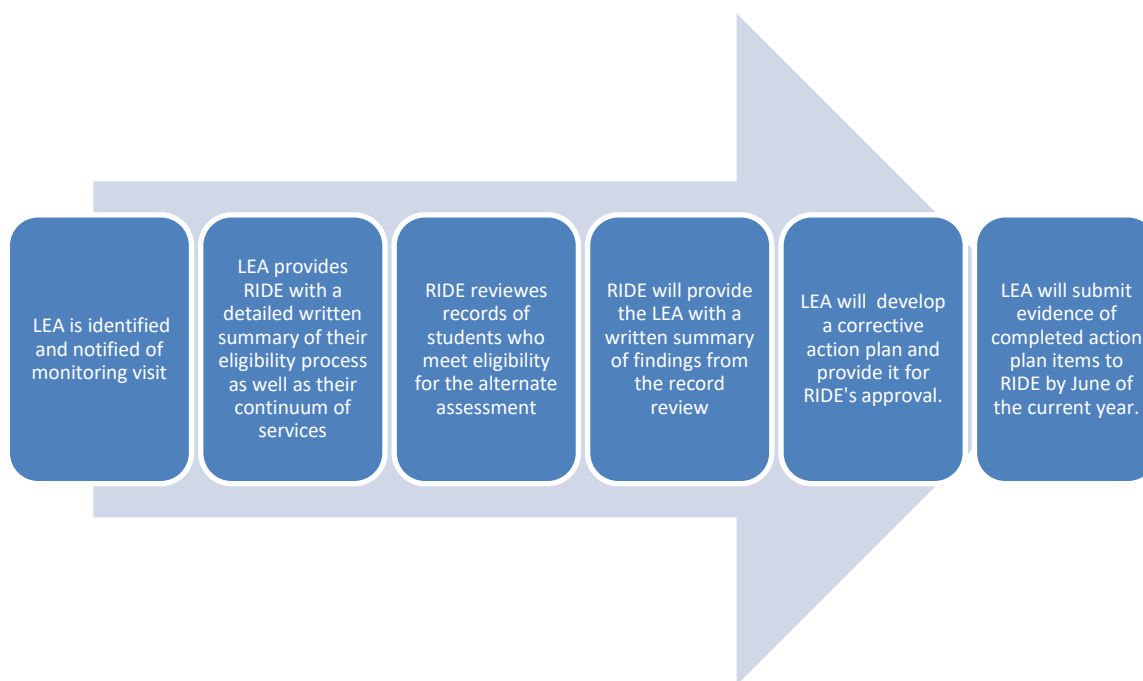 LEA is identified
and notified of
monitoring visit
LEA provides
RIDE with a
detailed written
summary of their
eligibility process
as well as their
continuum of
services
RIDE reviewes
records of
students who
meet eligibility
for the alternate
assessment
RIDE will provide
the LEA with a
written summary
of findings from
the record
review
LEA will  develop
a corrective
action plan and
provide it for
RIDE's approval.
LEA will submit
evidence of
completed action
plan items to
RIDE by June of
the current year.